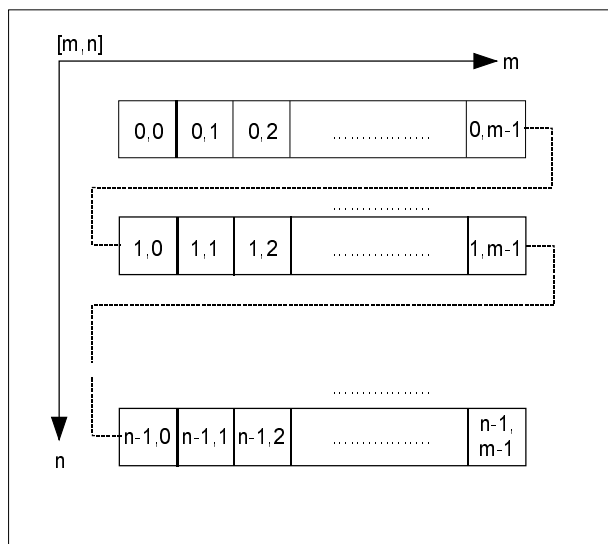 [m,n]
m
0,0 0,1 0,2 ................. 0,m-1
.................
1,0 1,1 1,2 ................. 1,m-1
.................
n-1,0 n-1,1 n-1,2 ................. n-1,
m-1
n